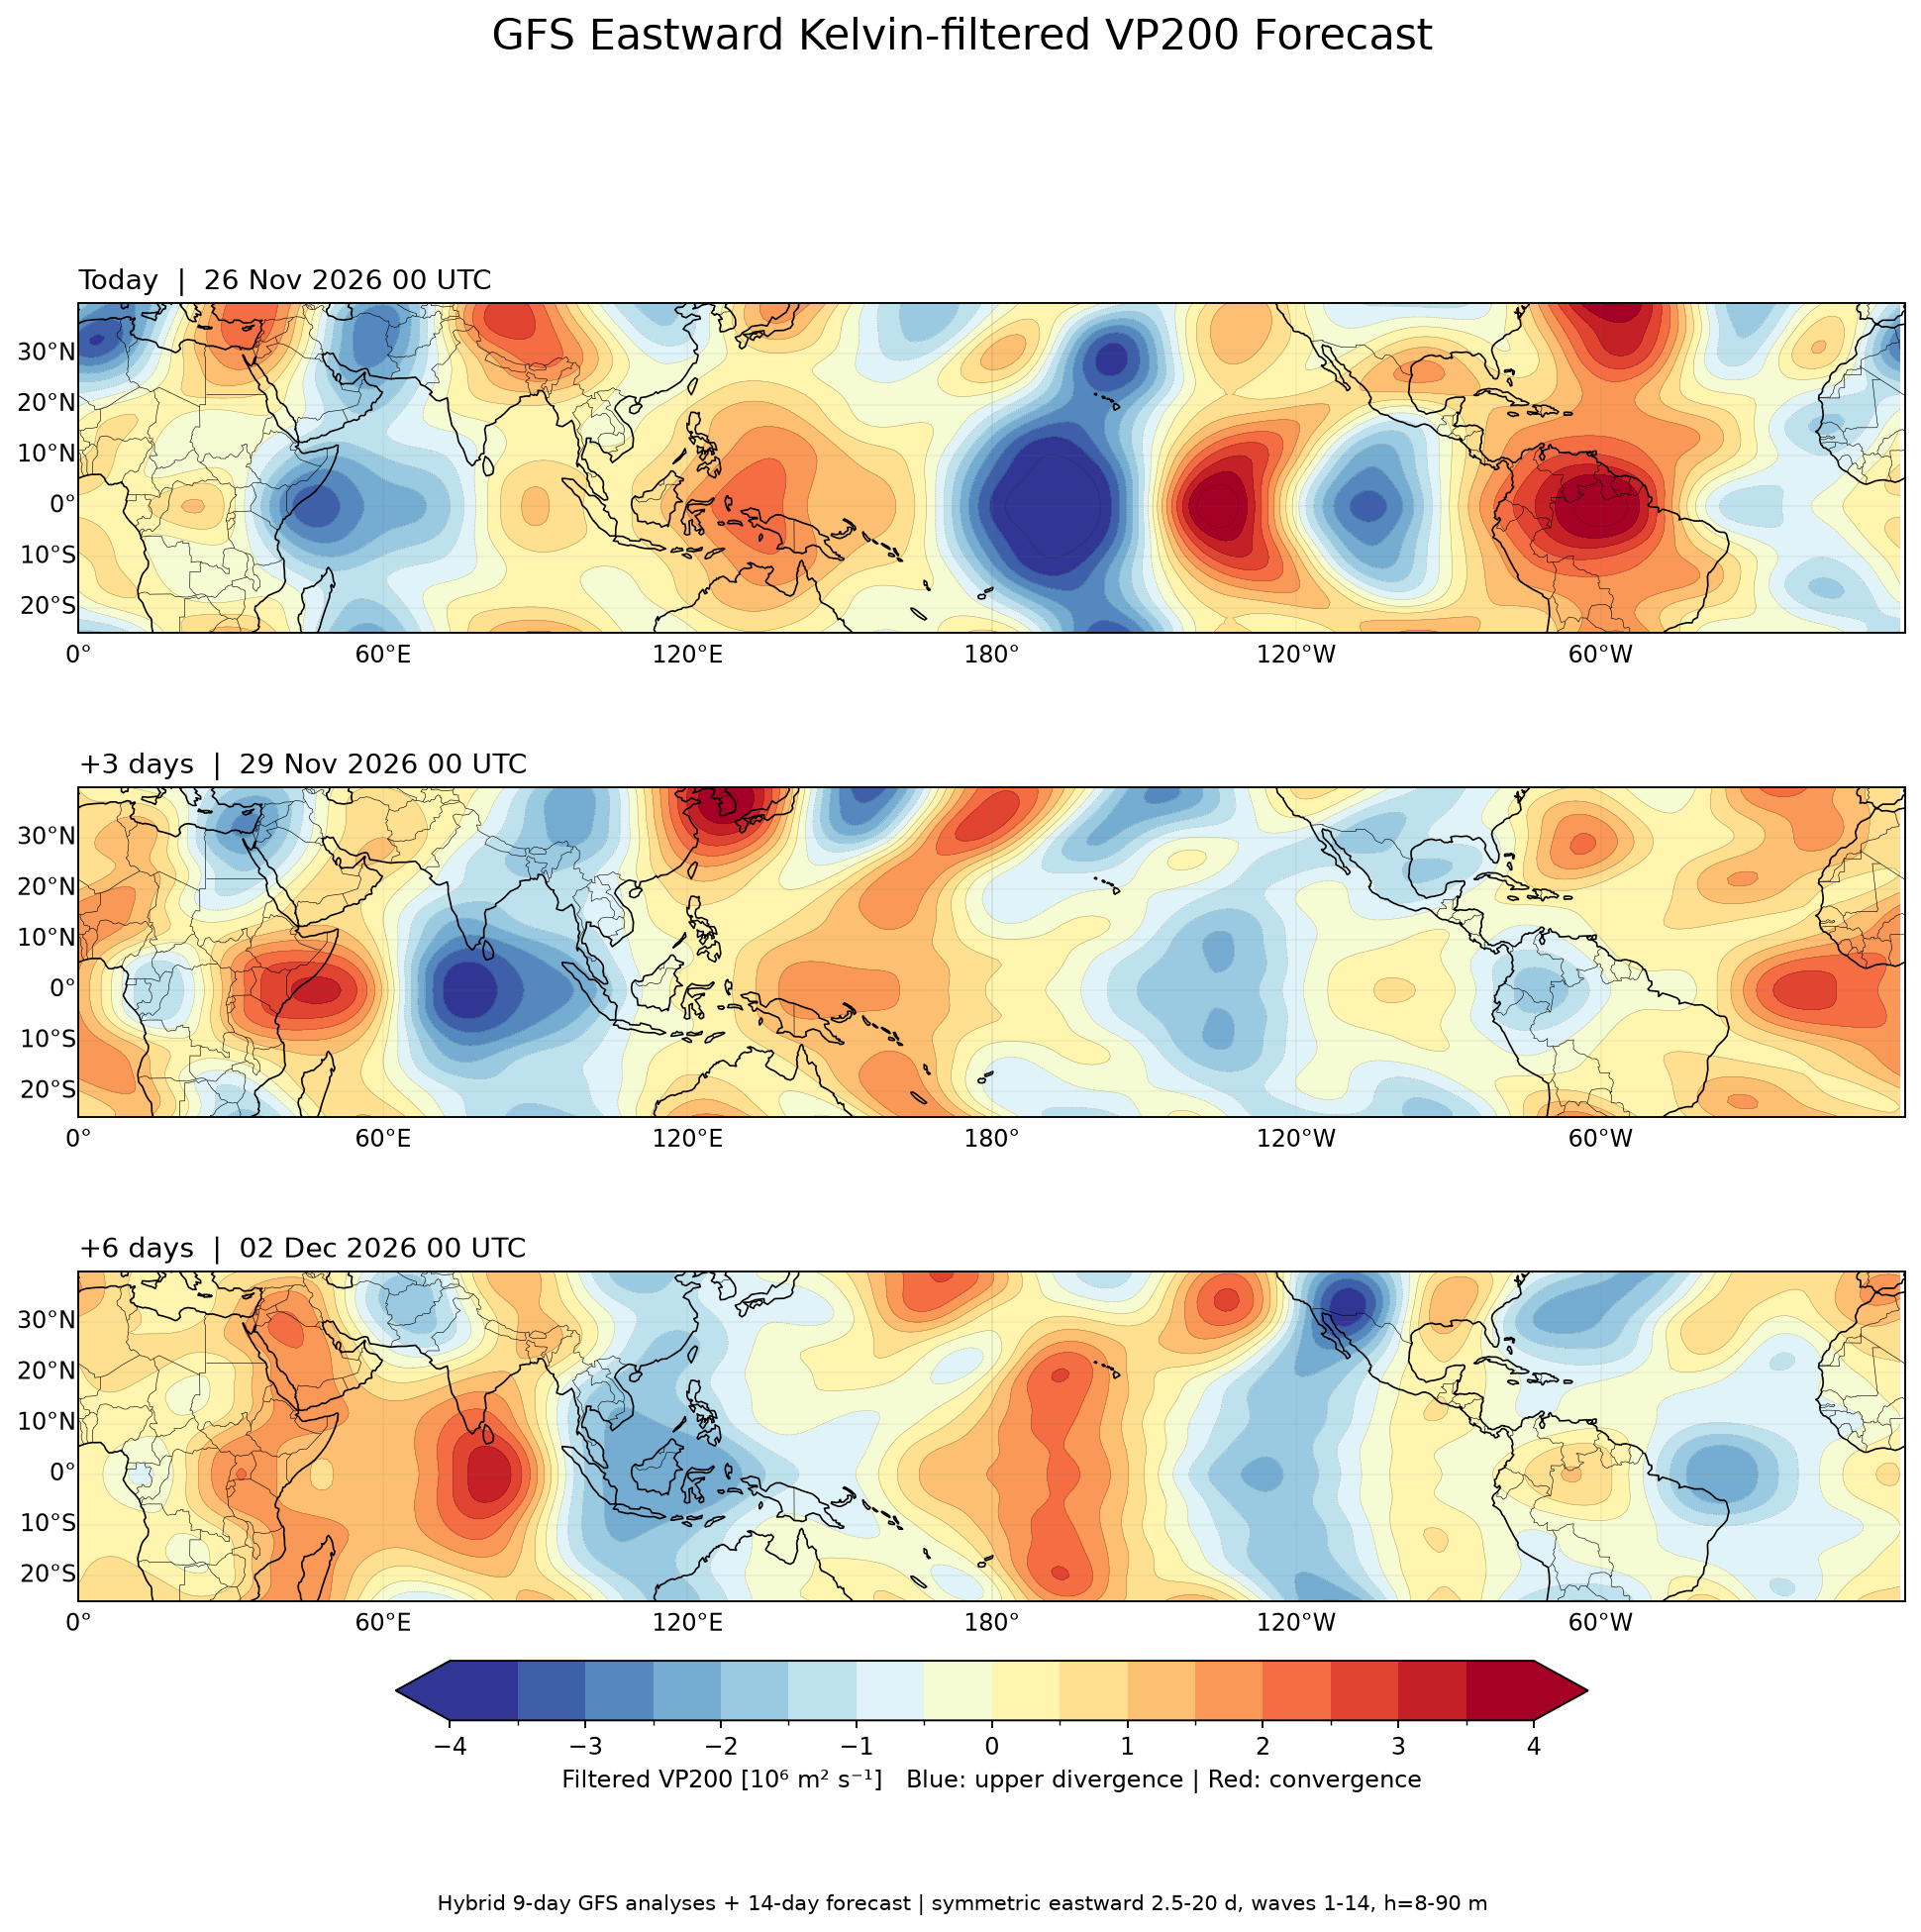 GFS Eastward Kelvin-filtered VP200 Forecast
Today | 26 Nov 2026 00 UTC
30°N
20°N
10°N
0°
10°S
20°S
0° 60°E 120°E 180° 120°W 60°W
+3 days | 29 Nov 2026 00 UTC
30°N
20°N
10°N
0°
10°S
20°S
0° 60°E 120°E 180° 120°W 60°W
+6 days | 02 Dec 2026 00 UTC
30°N
20°N
10°N
0°
10°S
20°S
0° 60°E 120°E 180° 120°W 60°W
−4 −3 −2 −1 0 1 2 3 4
Filtered VP200 [10⁶ m² s⁻¹] Blue: upper divergence | Red: convergence
Hybrid 9-day GFS analyses + 14-day forecast | symmetric eastward 2.5-20 d, waves 1-14, h=8-90 m